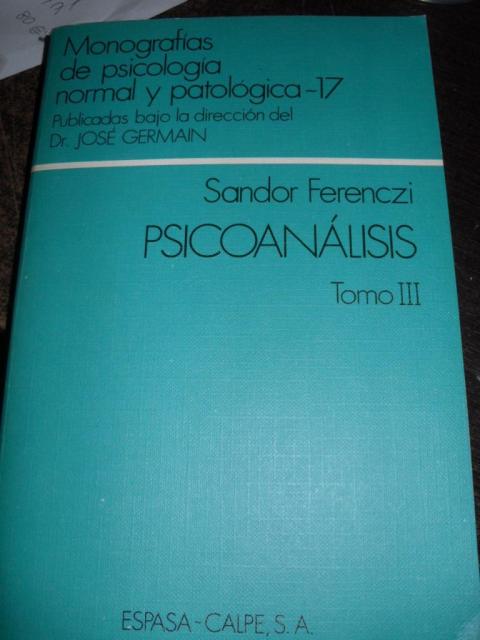 Monografías
de psicología
normal y patológica-17
Publicadas bajo la dirección del
Dr. JOSÉ GERMAIN
Sandor Ferenczi
PSICOANÁLISIS
Tomo III
ESPASA-CALPE, S. A.